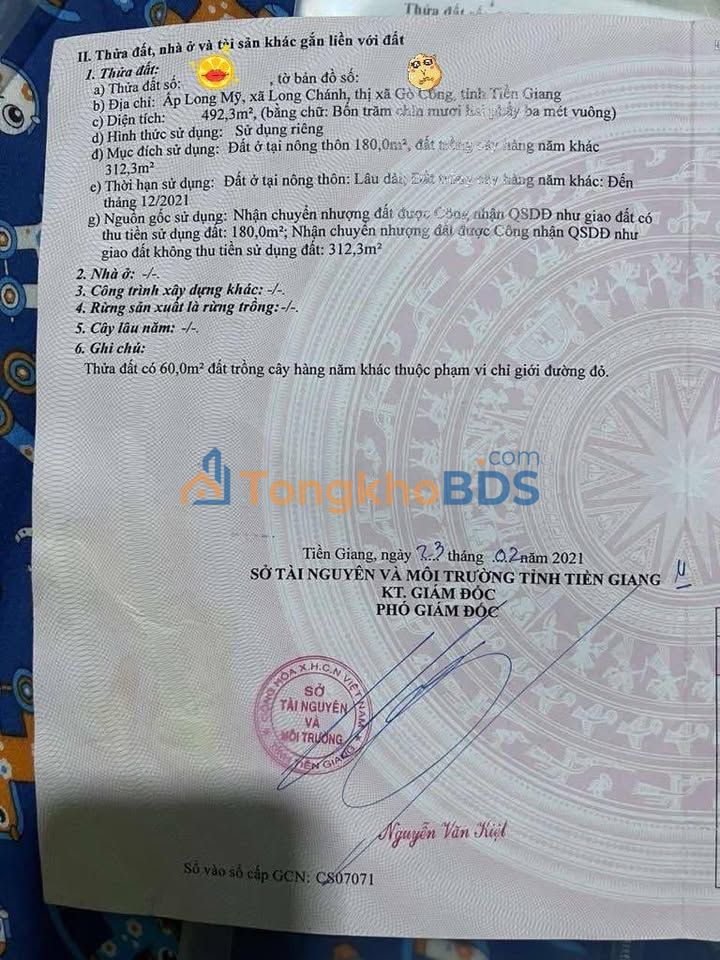 Thửa đất số
II. Thửa đất, nhà ở và tài sản khác gắn liền với đất
1. Thửa đất:
a) Thửa đất số: , tờ bản đồ số:
b) Địa chỉ: Ấp Long Mỹ, xã Long Chánh, thị xã Gò Công, tỉnh Tiền Giang
c) Diện tích: 492,3m², (bằng chữ: Bốn trăm chín mươi hai phẩy ba mét vuông)
d) Hình thức sử dụng: Sử dụng riêng
đ) Mục đích sử dụng: Đất ở tại nông thôn 180,0m², đất trồng cây hàng năm khác
312,3m²
e) Thời hạn sử dụng: Đất ở tại nông thôn: Lâu dài; Đất trồng cây hàng năm khác: Đến
tháng 12/2021
g) Nguồn gốc sử dụng: Nhận chuyển nhượng đất được Công nhận QSDĐ như giao đất có
thu tiền sử dụng đất: 180,0m²; Nhận chuyển nhượng đất được Công nhận QSDĐ như
giao đất không thu tiền sử dụng đất: 312,3m²
2. Nhà ở: -/-.
3. Công trình xây dựng khác: -/-.
4. Rừng sản xuất là rừng trồng: -/-.
5. Cây lâu năm: -/-.
6. Ghi chú:
Thửa đất có 60,0m² đất trồng cây hàng năm khác thuộc phạm vi chỉ giới đường đỏ.
TongkhoBDS.com
Tiền Giang, ngày 23 tháng 02 năm 2021
SỞ TÀI NGUYÊN VÀ MÔI TRƯỜNG TỈNH TIỀN GIANG
KT. GIÁM ĐỐC
PHÓ GIÁM ĐỐC
CỘNG HÒA X.H.C.N VIỆT NAM
SỞ
TÀI NGUYÊN
VÀ
MÔI TRƯỜNG
TỈNH TIỀN GIANG
Nguyễn Văn Kiệt
Số vào sổ cấp GCN: CS07071